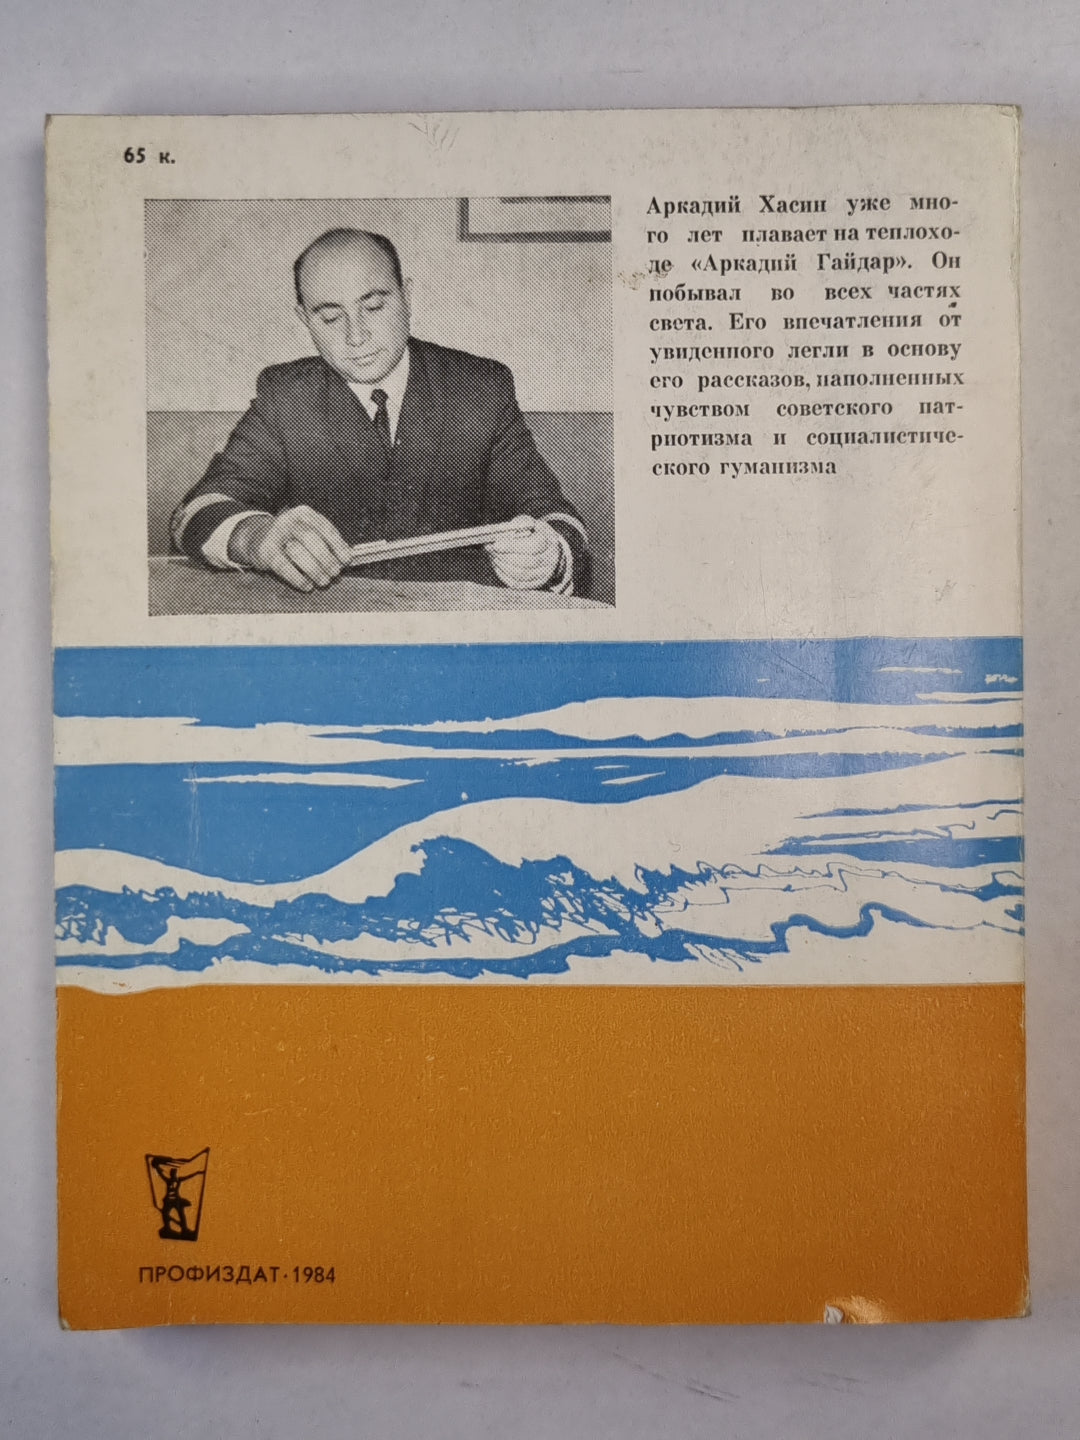 65 к.
Аркадий Хасин уже мно-
го лет плавает на теплохо-
де «Аркадий Гайдар». Он
побывал во всех частях
света. Его впечатления от
увиденного легли в основу
его рассказов, наполненных
чувством советского пат-
риотизма и социалистиче-
ского гуманизма
ПРОФИЗДАТ·1984